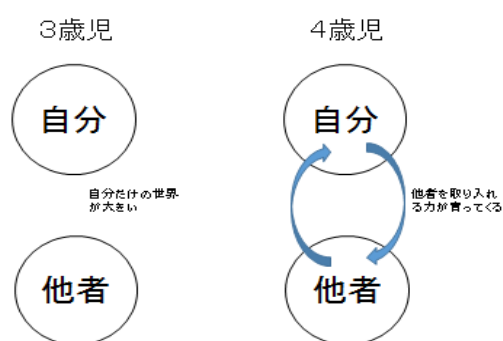 3歳児
4歳児
自分
自分
自分だけの世界
が大きい
他者を取り入れ
る力が育ってくる
他者
他者